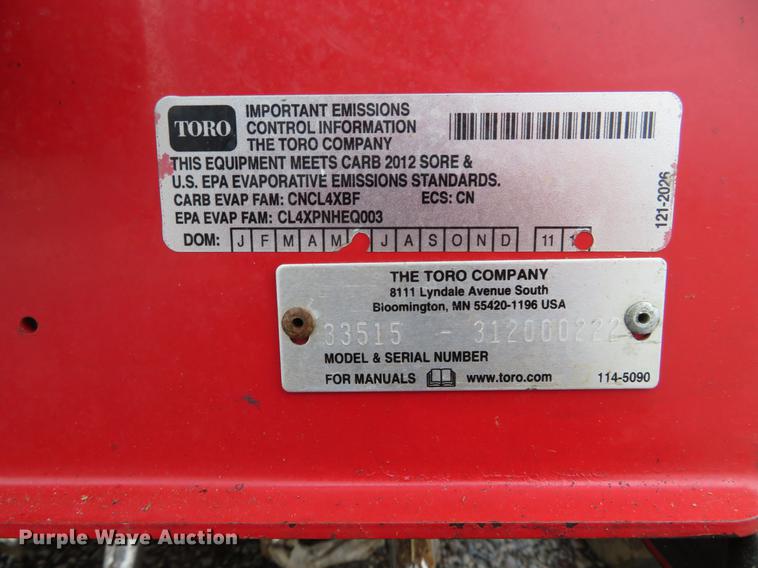 TORO
IMPORTANT EMISSIONS
CONTROL INFORMATION
THE TORO COMPANY
THIS EQUIPMENT MEETS CARB 2012 SORE &
U.S. EPA EVAPORATIVE EMISSIONS STANDARDS.
CARB EVAP FAM: CNCL4XBF ECS: CN
EPA EVAP FAM: CL4XPNHEQ003
DOM: J F M A M J A S O N D 11 1
121-2026
THE TORO COMPANY
8111 Lyndale Avenue South
Bloomington, MN 55420-1196 USA
33515 - 312000222
MODEL & SERIAL NUMBER
FOR MANUALS www.toro.com 114-5090
Purple Wave Auction